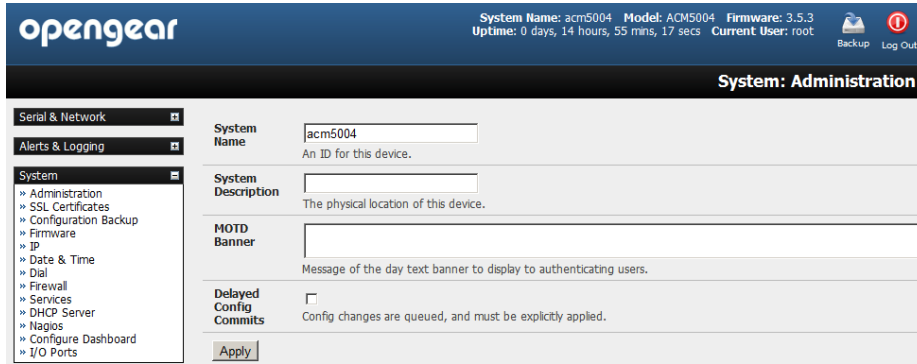 opengear
System Name: acm5004 Model: ACM5004 Firmware: 3.5.3
Uptime: 0 days, 14 hours, 55 mins, 17 secs Current User: root
Backup
Log Out
System: Administration
Serial & Network
Alerts & Logging
System
» Administration
» SSL Certificates
» Configuration Backup
» Firmware
» IP
» Date & Time
» Dial
» Firewall
» Services
» DHCP Server
» Nagios
» Configure Dashboard
» I/O Ports
System
Name
acm5004
An ID for this device.
System
Description
The physical location of this device.
MOTD
Banner
Message of the day text banner to display to authenticating users.
Delayed
Config
Commits
Config changes are queued, and must be explicitly applied.
Apply